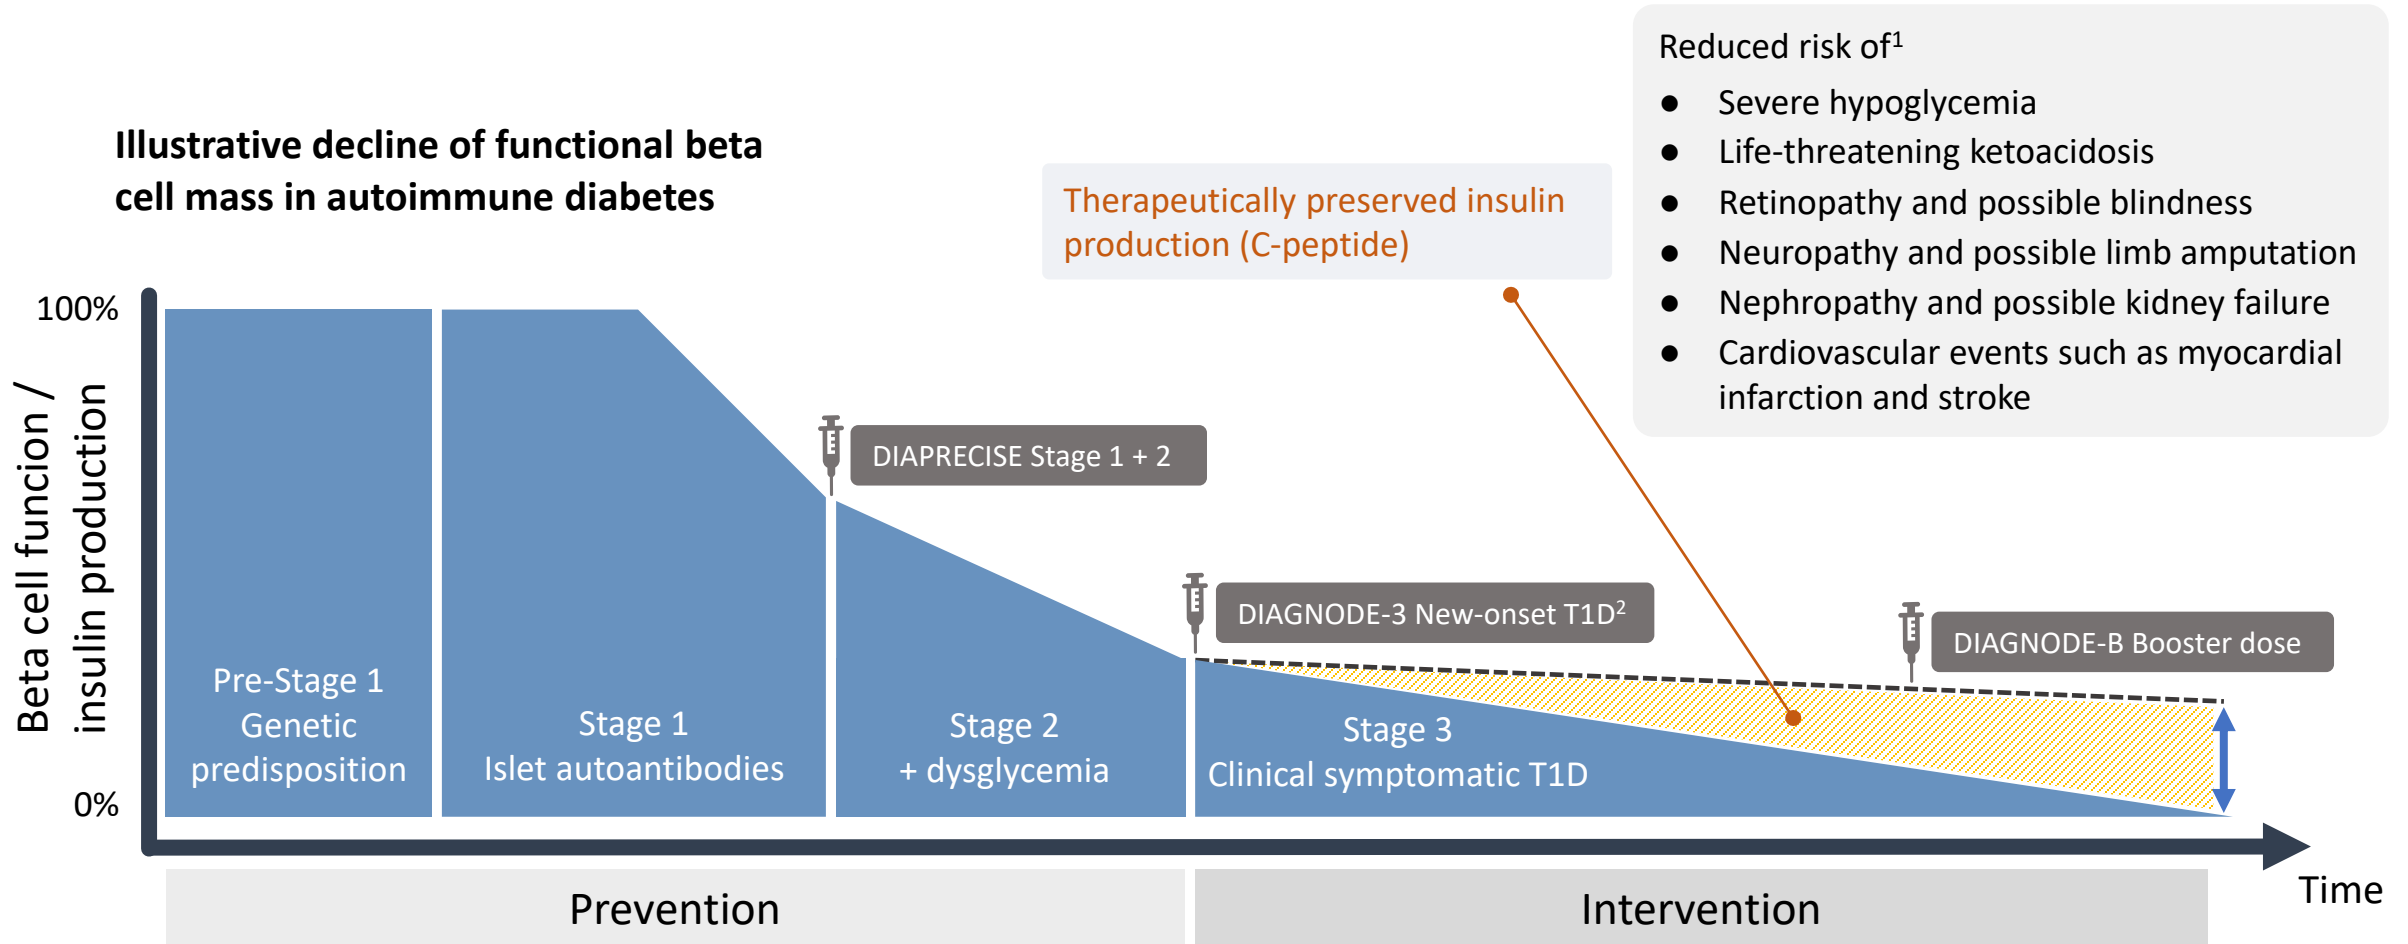 Illustrative decline of functional beta
cell mass in autoimmune diabetes
Therapeutically preserved insulin
production (C-peptide)
Reduced risk of1
● Severe hypoglycemia
● Life-threatening ketoacidosis
● Retinopathy and possible blindness
● Neuropathy and possible limb amputation
● Nephropathy and possible kidney failure
● Cardiovascular events such as myocardial
infarction and stroke
Beta cell funcion /
insulin production
100%
0%
DIAPRECISE Stage 1 + 2
DIAGNODE-3 New-onset T1D2
DIAGNODE-B Booster dose
Pre-Stage 1
Genetic
predisposition
Stage 1
Islet autoantibodies
Stage 2
+ dysglycemia
Stage 3
Clinical symptomatic T1D
Time
Prevention
Intervention